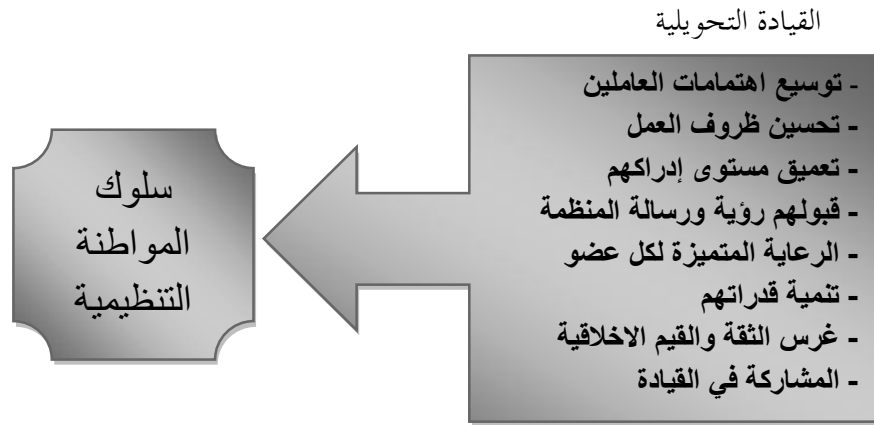 القيادة التحويلية
- توسيع اهتمامات العاملين
- تحسين ظروف العمل
- تعميق مستوى إدراكهم
- قبولهم رؤية ورسالة المنظمة
- الرعاية المتميزة لكل عضو
- تنمية قدراتهم
- غرس الثقة والقيم الاخلاقية
- المشاركة في القيادة
سلوك
المواطنة
التنظيمية